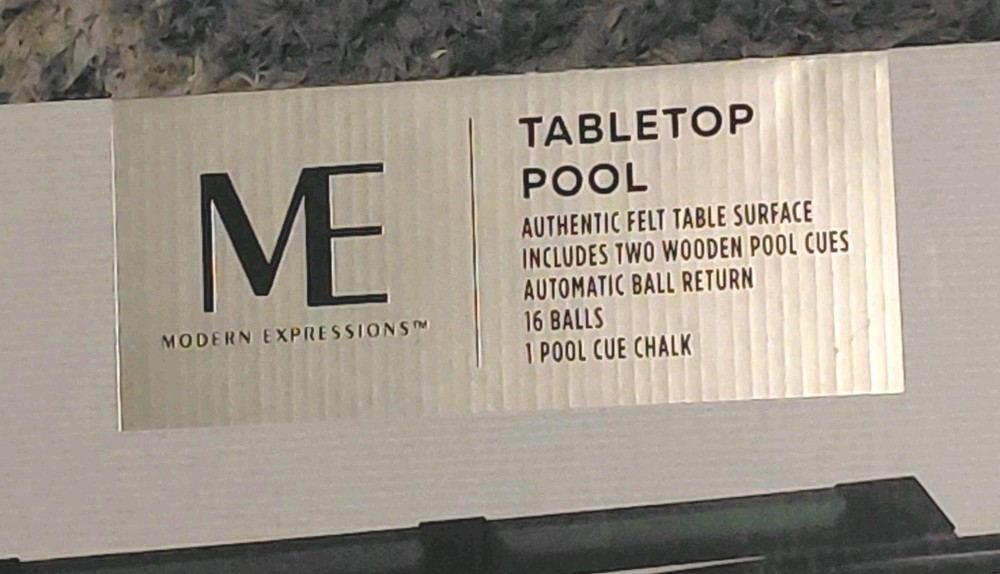 ME
MODERN EXPRESSIONS™
TABLETOP
POOL
AUTHENTIC FELT TABLE SURFACE
INCLUDES TWO WOODEN POOL CUES
AUTOMATIC BALL RETURN
16 BALLS
1 POOL CUE CHALK